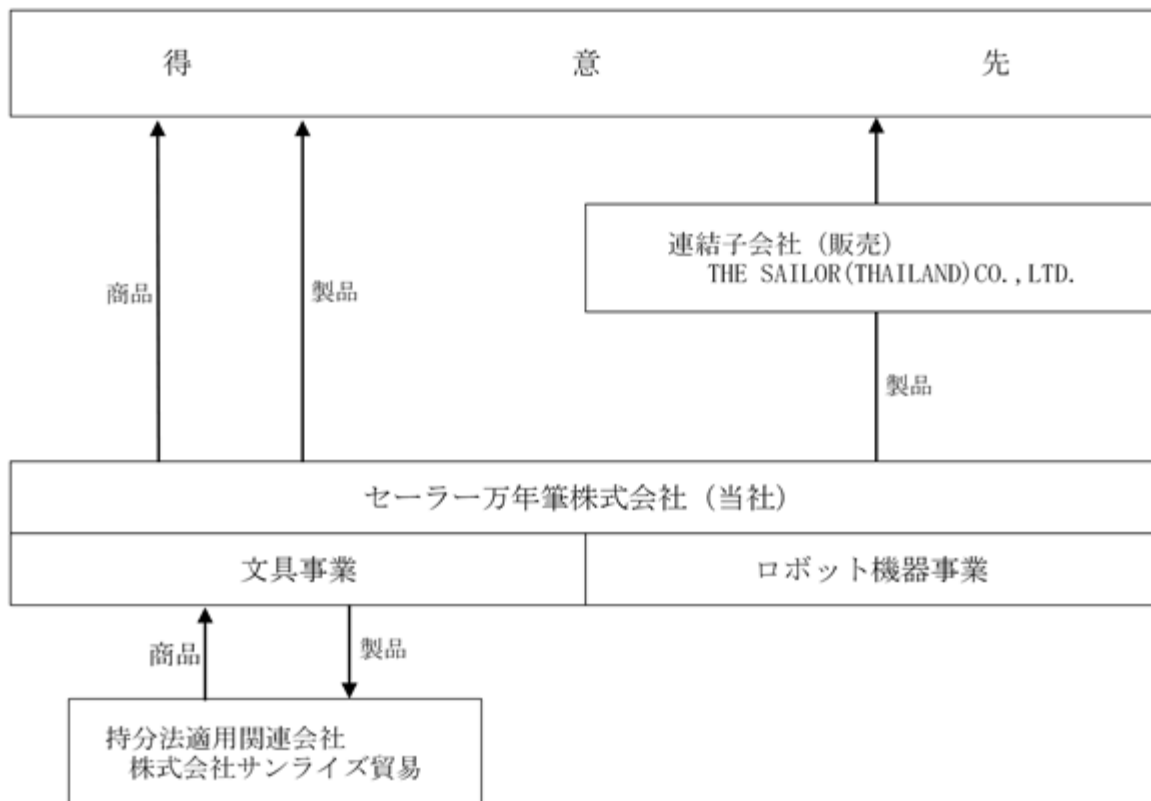 得意先
連結子会社（販売）
THE SAILOR(THAILAND)CO.,LTD.
商品
製品
製品
セーラー万年筆株式会社（当社）
文具事業
ロボット機器事業
商品
製品
持分法適用関連会社
株式会社サンライズ貿易